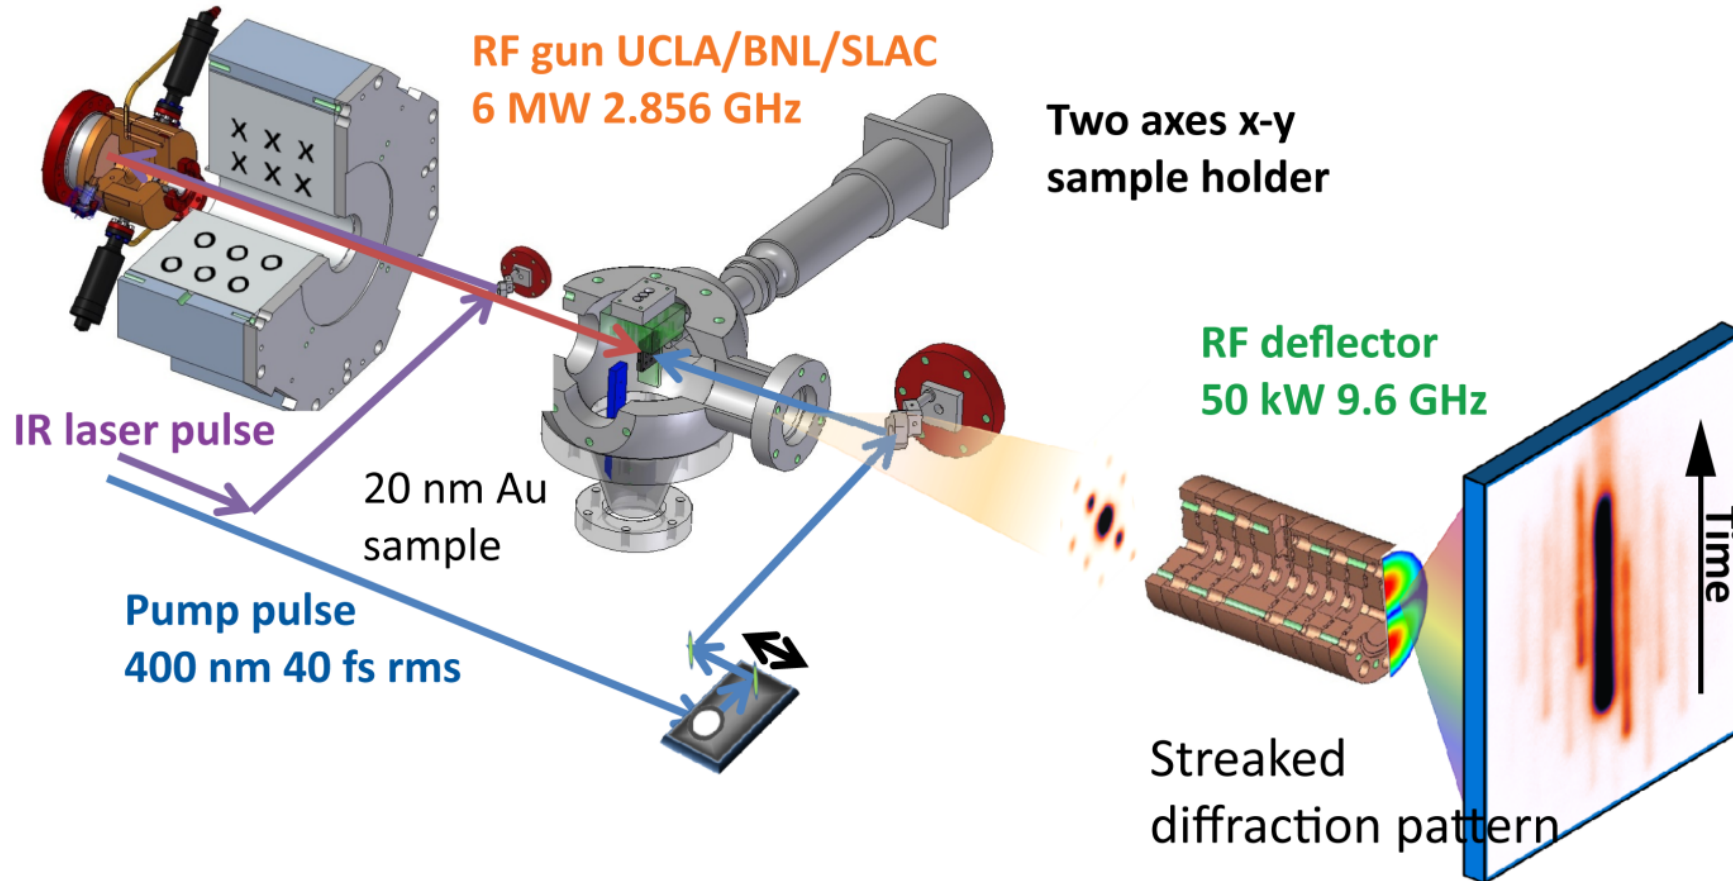 RF gun UCLA/BNL/SLAC
6 MW 2.856 GHz
Two axes x-y
sample holder
X X X
X X X
O O O
O O O
RF deflector
50 kW 9.6 GHz
IR laser pulse
20 nm Au
sample
Time
Pump pulse
400 nm 40 fs rms
Streaked
diffraction pattern